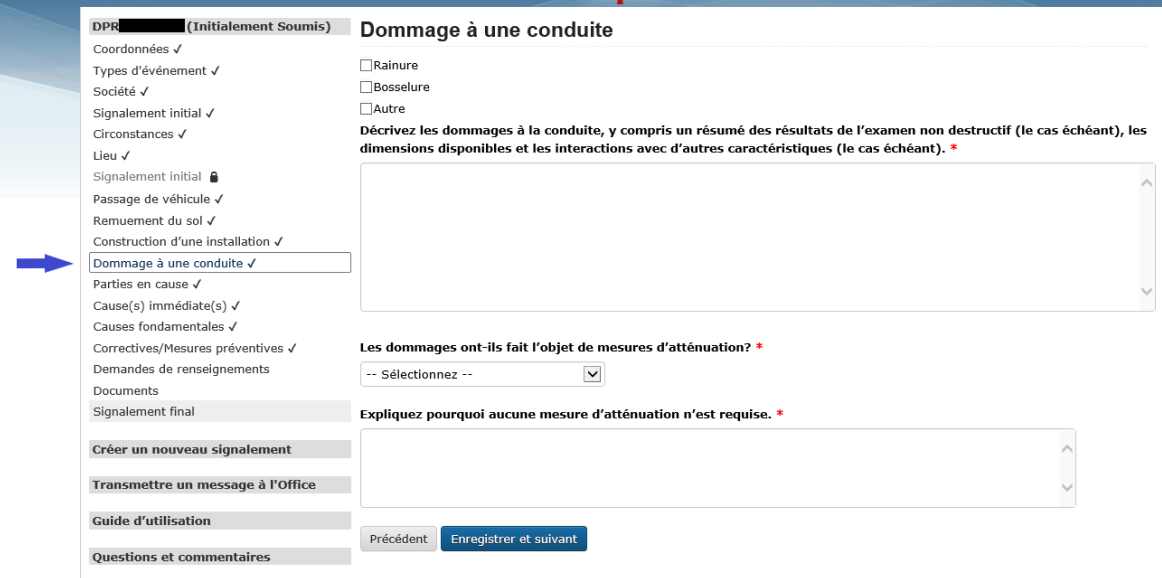 DPR (Initialement Soumis)
Coordonnées ✓
Types d'événement ✓
Société ✓
Signalement initial ✓
Circonstances ✓
Lieu ✓
Signalement initial
Passage de véhicule ✓
Remuement du sol ✓
Construction d’une installation ✓
Dommage à une conduite ✓
Parties en cause ✓
Cause(s) immédiate(s) ✓
Causes fondamentales ✓
Correctives/Mesures préventives ✓
Demandes de renseignements
Documents
Signalement final
Créer un nouveau signalement
Transmettre un message à l'Office
Guide d’utilisation
Questions et commentaires
Dommage à une conduite
Rainure
Bosselure
Autre
Décrivez les dommages à la conduite, y compris un résumé des résultats de l’examen non destructif (le cas échéant), les
dimensions disponibles et les interactions avec d’autres caractéristiques (le cas échéant). *
Les dommages ont-ils fait l’objet de mesures d’atténuation? *
-- Sélectionnez --
Expliquez pourquoi aucune mesure d’atténuation n’est requise. *
Précédent
Enregistrer et suivant